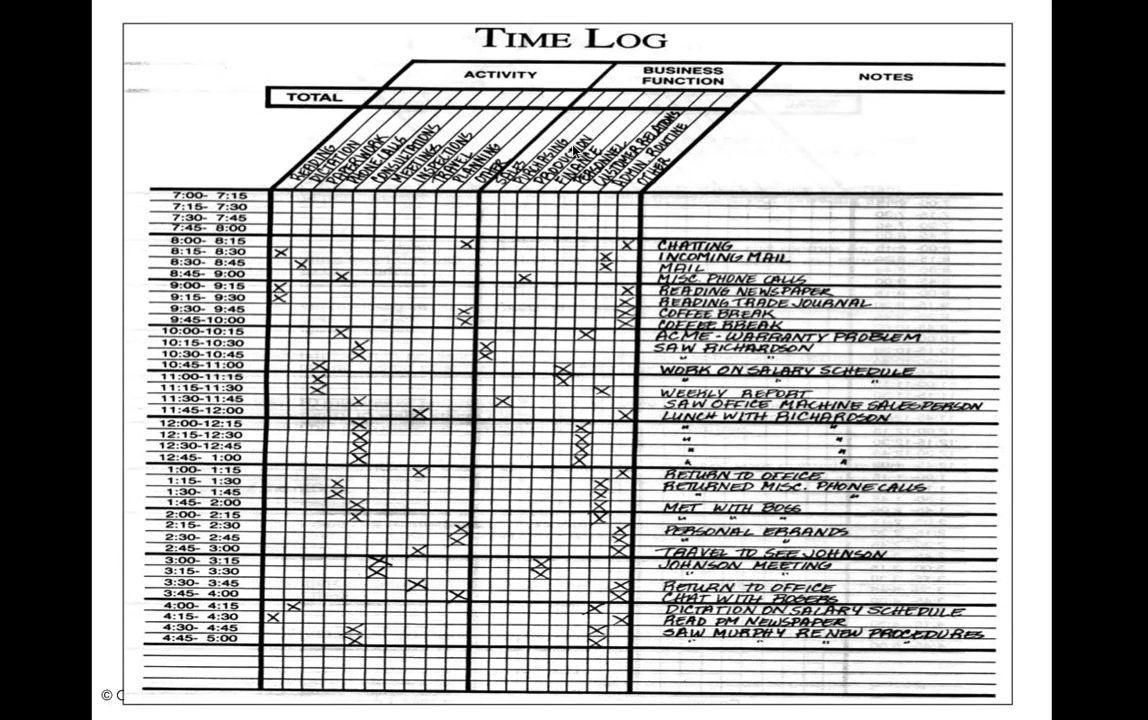 TIME LOG
ACTIVITY
BUSINESS FUNCTION
NOTES
TOTAL
READING
DICTATION
PAPERWORK
PHONE CALLS
CONSULTATIONS
MEETINGS
INSPECTIONS
TRAVEL
PLANNING
OTHER
SALES
PURCHASING
PRODUCTION
FINANCE
PERSONNEL
CUSTOMER RELATIONS
ADMIN. ROUTINE
OTHER
7:00- 7:15
7:15- 7:30
7:30- 7:45
7:45- 8:00
8:00- 8:15 X X CHATTING
8:15- 8:30 X X INCOMING MAIL
8:30- 8:45 X X MAIL
8:45- 9:00 X X MISC PHONE CALLS
9:00- 9:15 X X READING NEWSPAPER
9:15- 9:30 X X READING TRADE JOURNAL
9:30- 9:45 X X COFFEE BREAK
9:45-10:00 X X COFFEE BREAK
10:00-10:15 X X ACME - WARRANTY PROBLEM
10:15-10:30 X X SAW RICHARDSON
10:30-10:45 X X " "
10:45-11:00 X X WORK ON SALARY SCHEDULE
11:00-11:15 X X " " "
11:15-11:30 X X WEEKLY REPORT
11:30-11:45 X X SAW OFFICE MACHINE SALESPERSON
11:45-12:00 X X LUNCH WITH RICHARDSON
12:00-12:15 X X " "
12:15-12:30 X X " "
12:30-12:45 X X " "
12:45- 1:00 X X " "
1:00- 1:15 X X RETURN TO OFFICE
1:15- 1:30 X X RETURNED MISC. PHONE CALLS
1:30- 1:45 X X " "
1:45- 2:00 X X MET WITH BOSS
2:00- 2:15 X X " " "
2:15- 2:30 X X PERSONAL ERRANDS
2:30- 2:45 X X " "
2:45- 3:00 X X TRAVEL TO SEE JOHNSON
3:00- 3:15 X X JOHNSON MEETING
3:15- 3:30 X X " "
3:30- 3:45 X X RETURN TO OFFICE
3:45- 4:00 X X CHAT WITH ROGERS
4:00- 4:15 X X DICTATION ON SALARY SCHEDULE
4:15- 4:30 X X READ PM NEWSPAPER
4:30- 4:45 X X SAW MURPHY RE NEW PROCEDURES
4:45- 5:00 X X " " " "
©